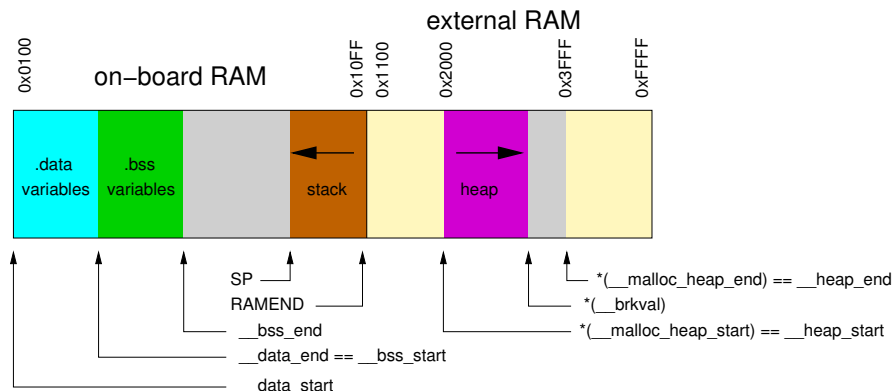 external RAM
on−board RAM
0x0100
0x10FF
0x1100
0x2000
0x3FFF
0xFFFF
.data
variables
.bss
variables
stack
heap
SP
RAMEND
__bss_end
__data_end == __bss_start
__data_start
*(__malloc_heap_end) == __heap_end
*(__brkval)
*(__malloc_heap_start) == __heap_start